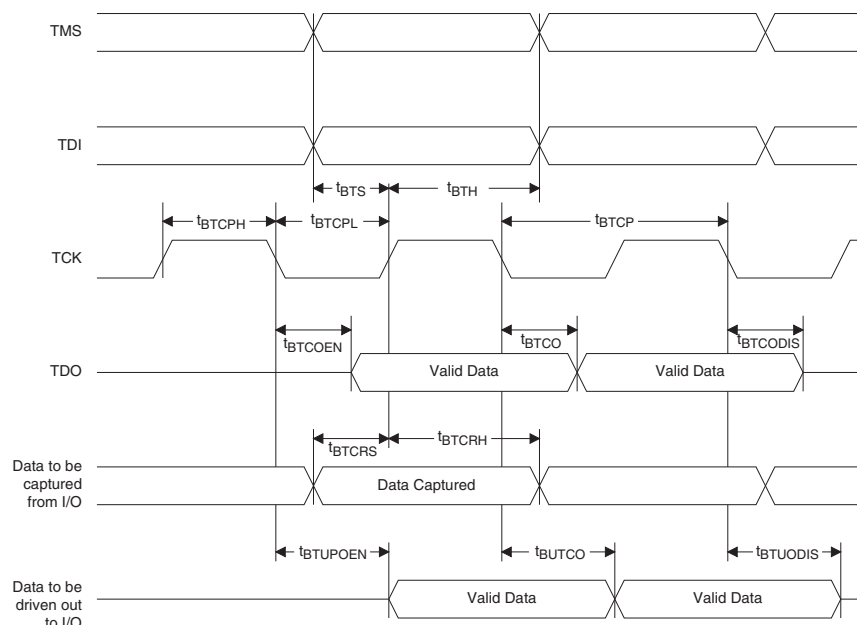 TMS
TDI
tBTS
tBTH
tBTCPH
tBTCPL
tBTCP
TCK
tBTCOEN
tBTCO
tBTCODIS
TDO
Valid Data
Valid Data
tBTCRS
tBTCRH
Data to be
captured
from I/O
Data Captured
tBTUPOEN
tBUTCO
tBTUODIS
Data to be
driven out
to I/O
Valid Data
Valid Data